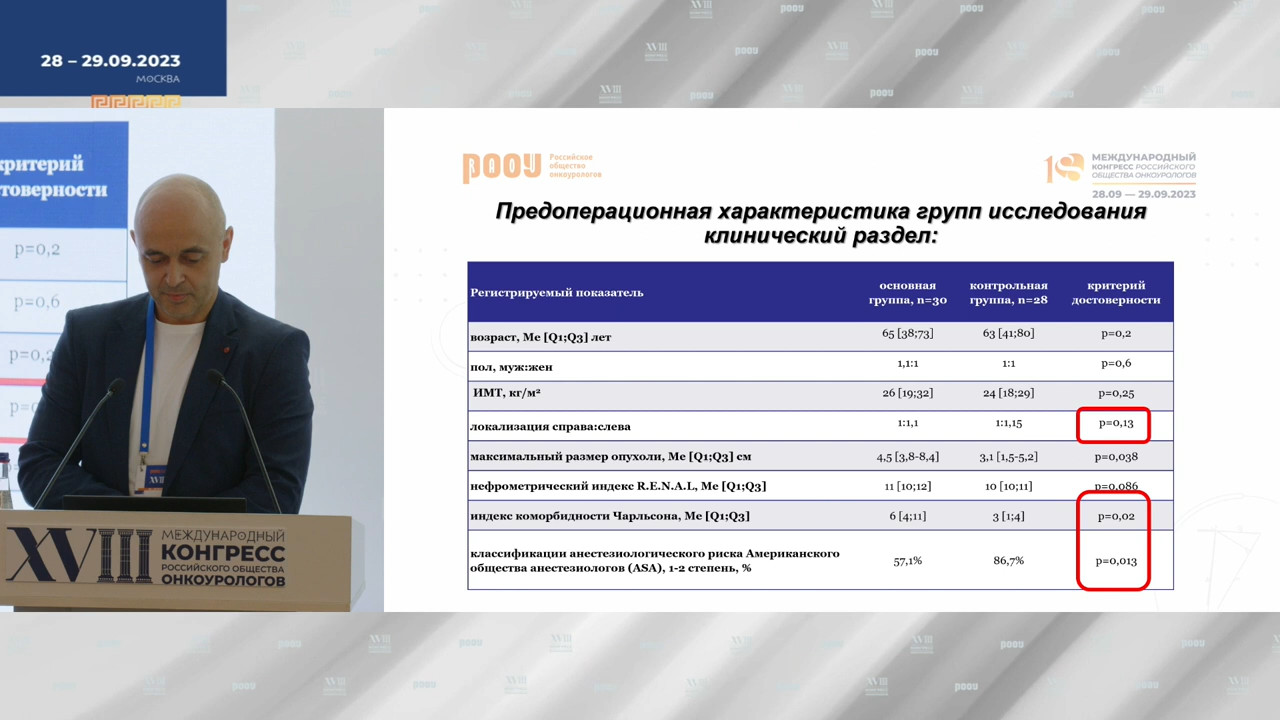 28 – 29.09.2023
МОСКВА
критерий
p=0,2
p=0,6
XVIII
МЕЖДУНАРОДНЫЙ
КОНГРЕСС
РОССИЙСКОГО ОБЩЕСТВА
ОНКОУРОЛОГОВ
РООУ
Российское
общество
онкоурологов
18
МЕЖДУНАРОДНЫЙ
КОНГРЕСС РОССИЙСКОГО
ОБЩЕСТВА ОНКОУРОЛОГОВ
28.09 — 29.09.2023
Предоперационная характеристика групп исследования
клинический раздел:
Регистрируемый показатель основная группа, n=30 контрольная группа, n=28 критерий достоверности
возраст, Me [Q1;Q3] лет 65 [38;73] 63 [41;80] p=0,2
пол, муж:жен 1,1:1 1:1 p=0,6
ИМТ, кг/м² 26 [19;32] 24 [18;29] p=0,25
локализация справа:слева 1:1,1 1:1,15 p=0,13
максимальный размер опухоли, Me [Q1;Q3] см 4,5 [3,8-8,4] 3,1 [1,5-5,2] p=0,038
нефрометрический индекс R.E.N.A.L, Me [Q1;Q3] 11 [10;12] 10 [10;11] p=0,086
индекс коморбидности Чарльсона, Me [Q1;Q3] 6 [4;11] 3 [1;4] p=0,02
классификации анестезиологического риска Американского
общества анестезиологов (ASA), 1-2 степень, % 57,1% 86,7% p=0,013